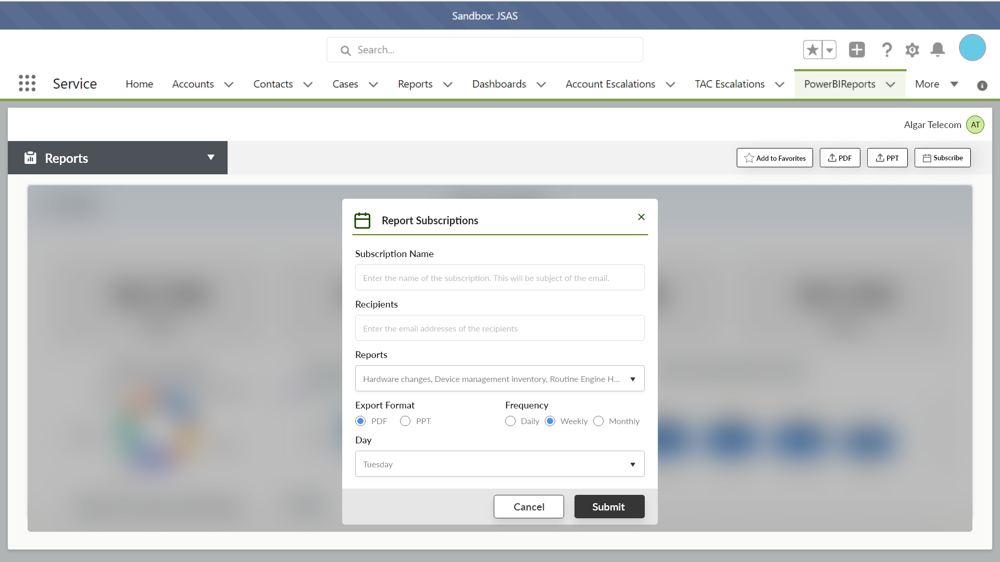 Sandbox: JSAS
Search...
Service Home Accounts Contacts Cases Reports Dashboards Account Escalations TAC Escalations PowerBIReports More
Algar Telecom AT
Reports Add to Favorites PDF PPT Subscribe
Report Subscriptions
Subscription Name
Enter the name of the subscription. This will be subject of the email.
Recipients
Enter the email addresses of the recipients
Reports
Hardware changes, Device management inventory, Routine Engine H...
Export Format Frequency
PDF PPT Daily Weekly Monthly
Day
Tuesday
Cancel Submit